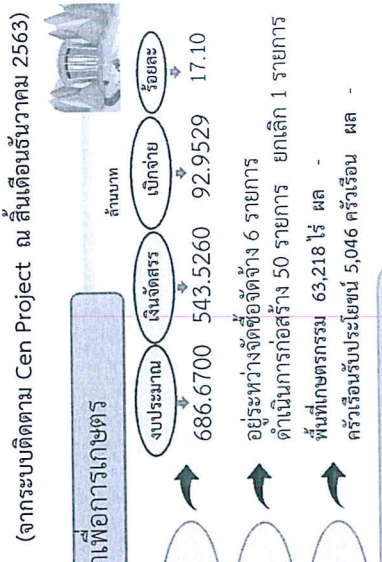 (จากระบบติดตาม Cen Project ณ สิ้นเดือนธันวาคม 2563)
าเพื่อการเกษตร
ล้านบาท
งบประมาณ เงินจัดสรร เบิกจ่าย ร้อยละ
686.6700 543.5260 92.9529 17.10
อยู่ระหว่างจัดซื้อจัดจ้าง 6 รายการ
ดำเนินการก่อสร้าง 50 รายการ ยกเลิก 1 รายการ
พื้นที่เกษตรกรรม 63,218 ไร่ ผล -
ครัวเรือนรับประโยชน์ 5,046 ครัวเรือน ผล -